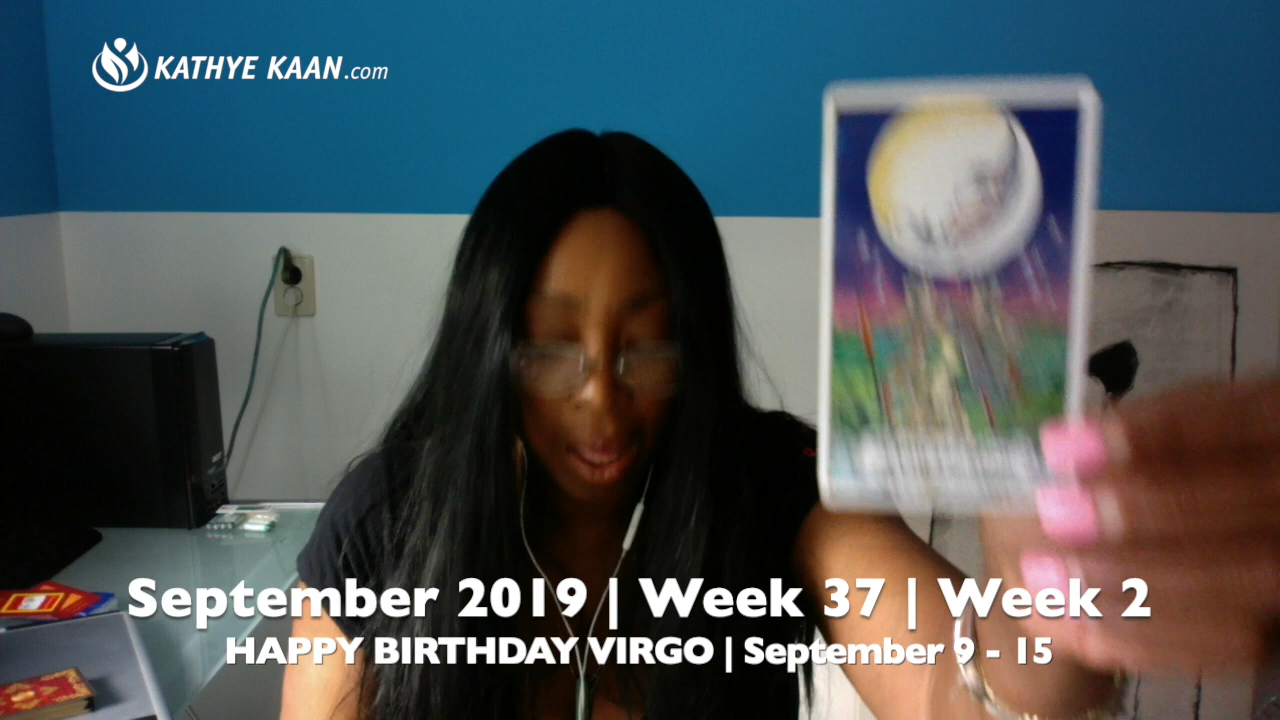 KATHYE KAAN.com
September 2019 | Week 37 | Week 2
HAPPY BIRTHDAY VIRGO | September 9 - 15